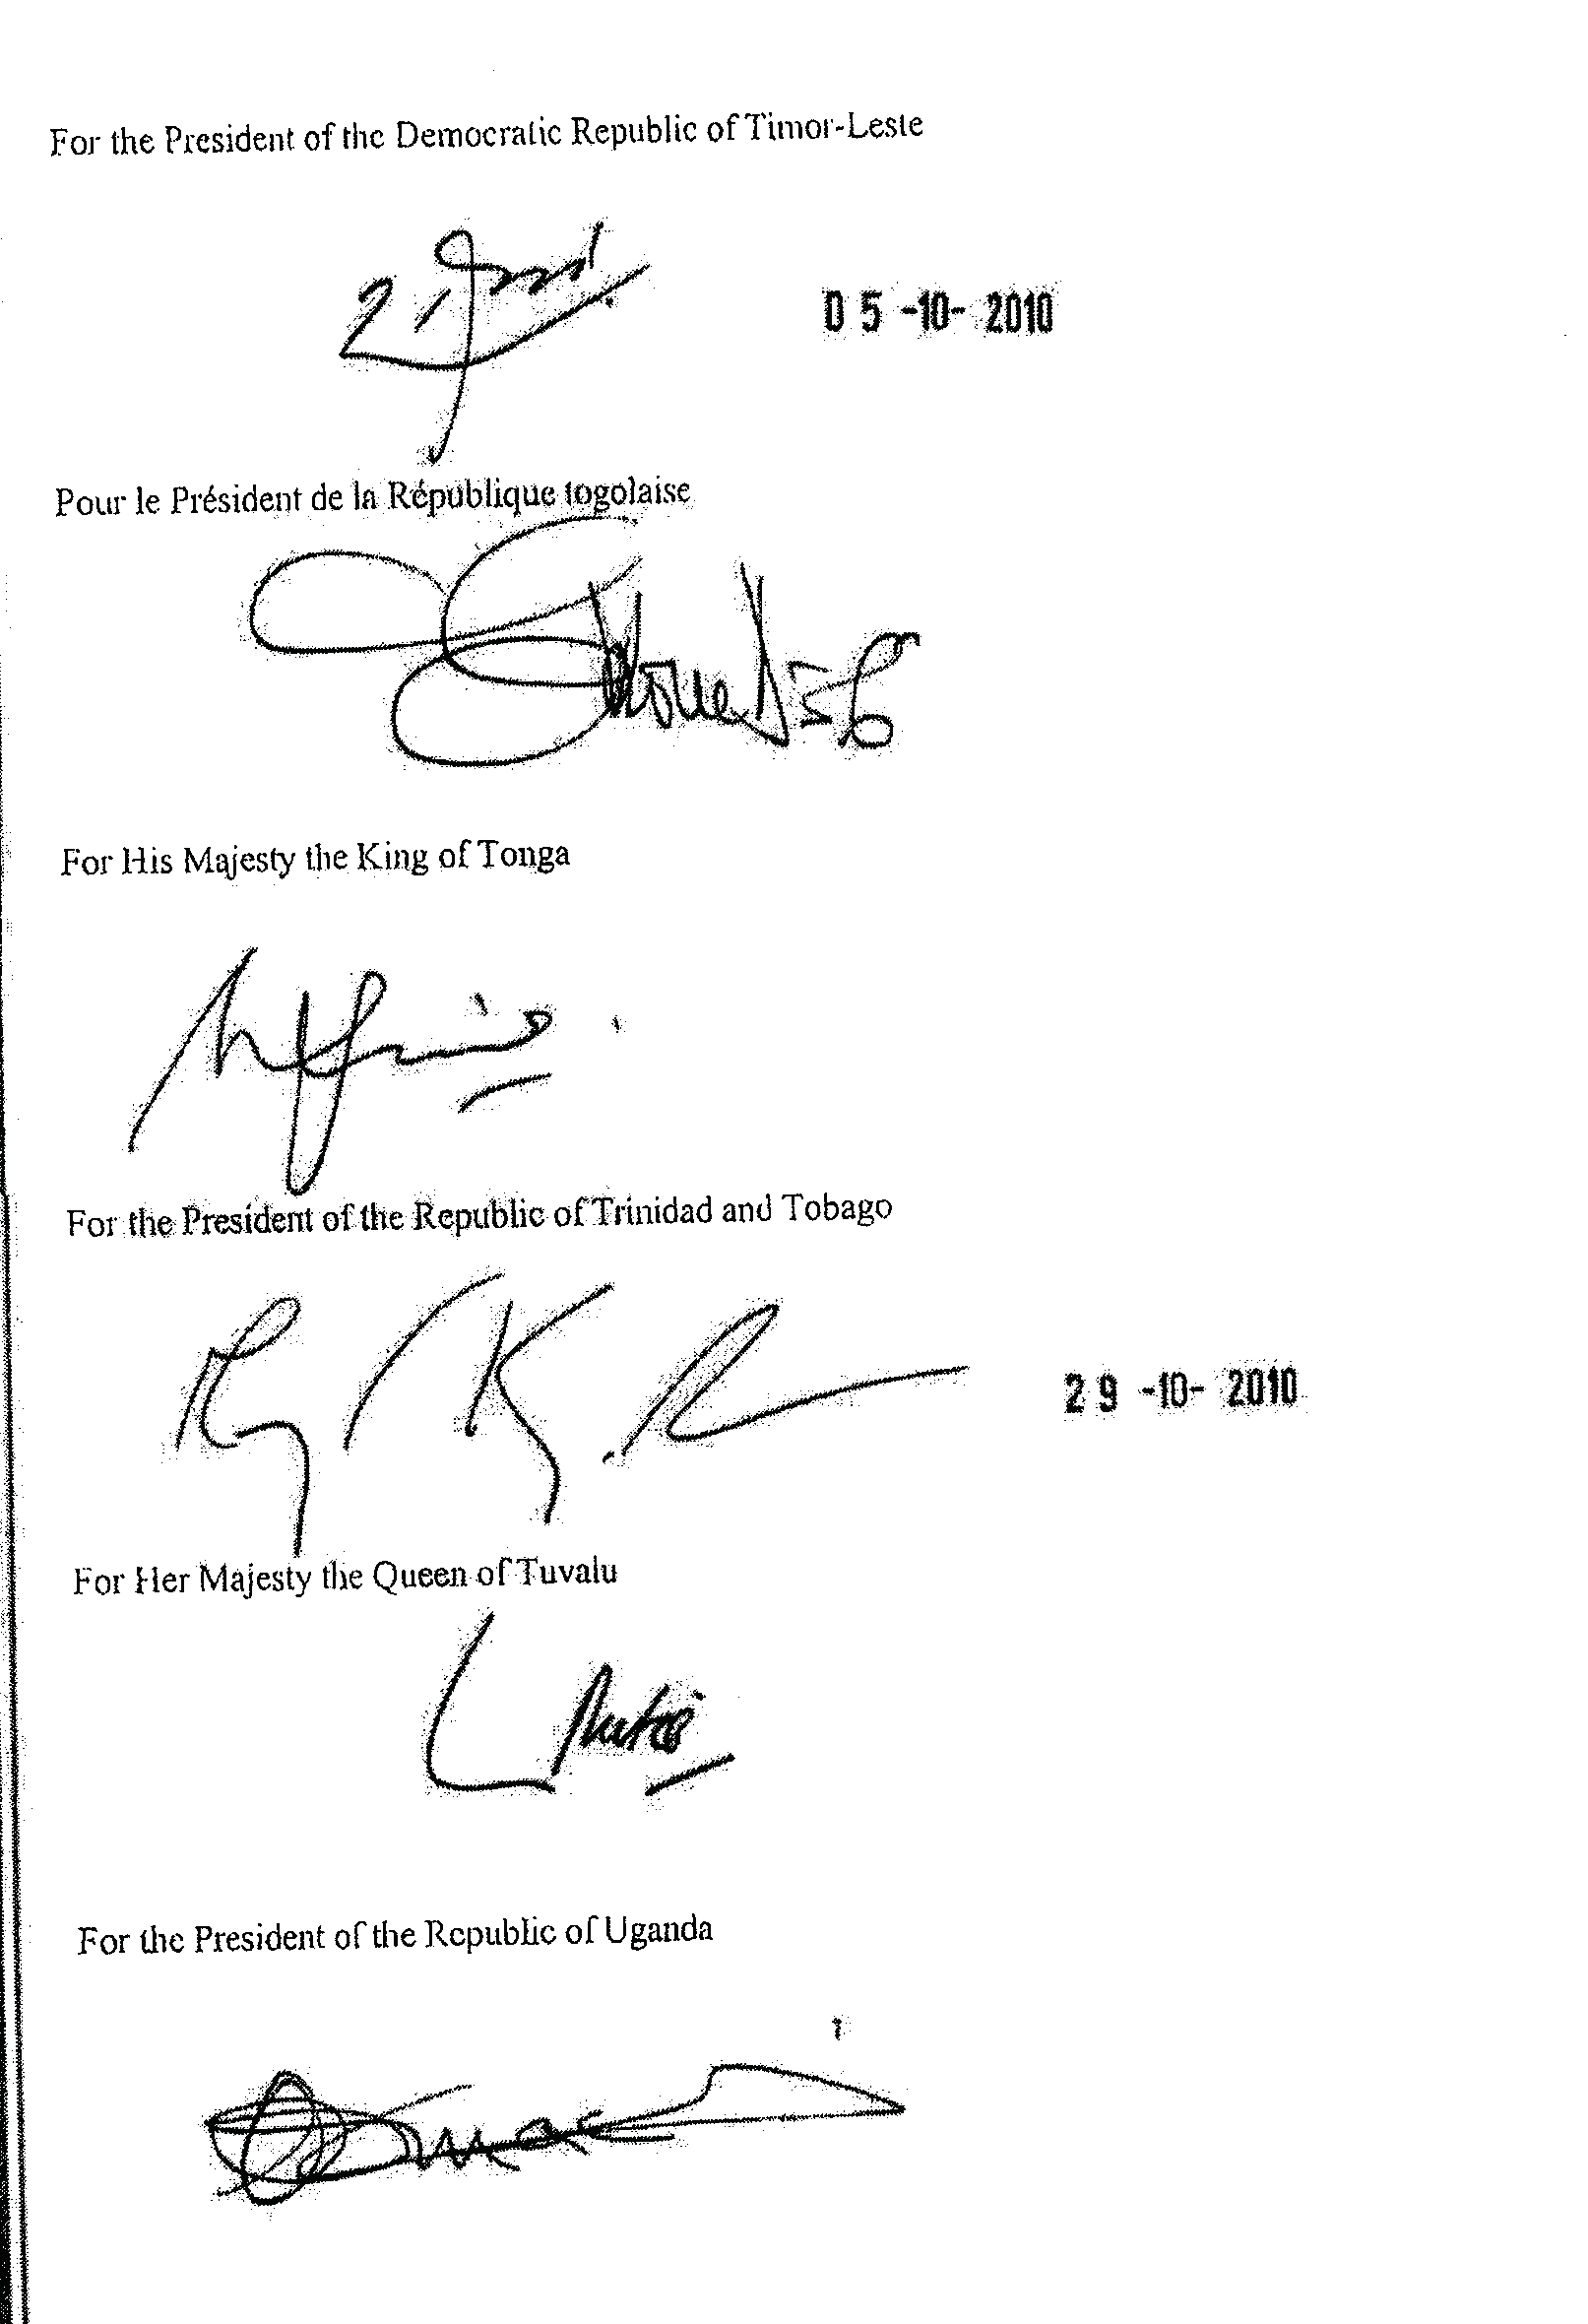 For the President of the Democratic Republic of Timor-Leste
05 -10- 2010
Pour le Président de la République togolaise
For His Majesty the King of Tonga
For the President of the Republic of Trinidad and Tobago
29 -10- 2010
For Her Majesty the Queen of Tuvalu
For the President of the Republic of Uganda